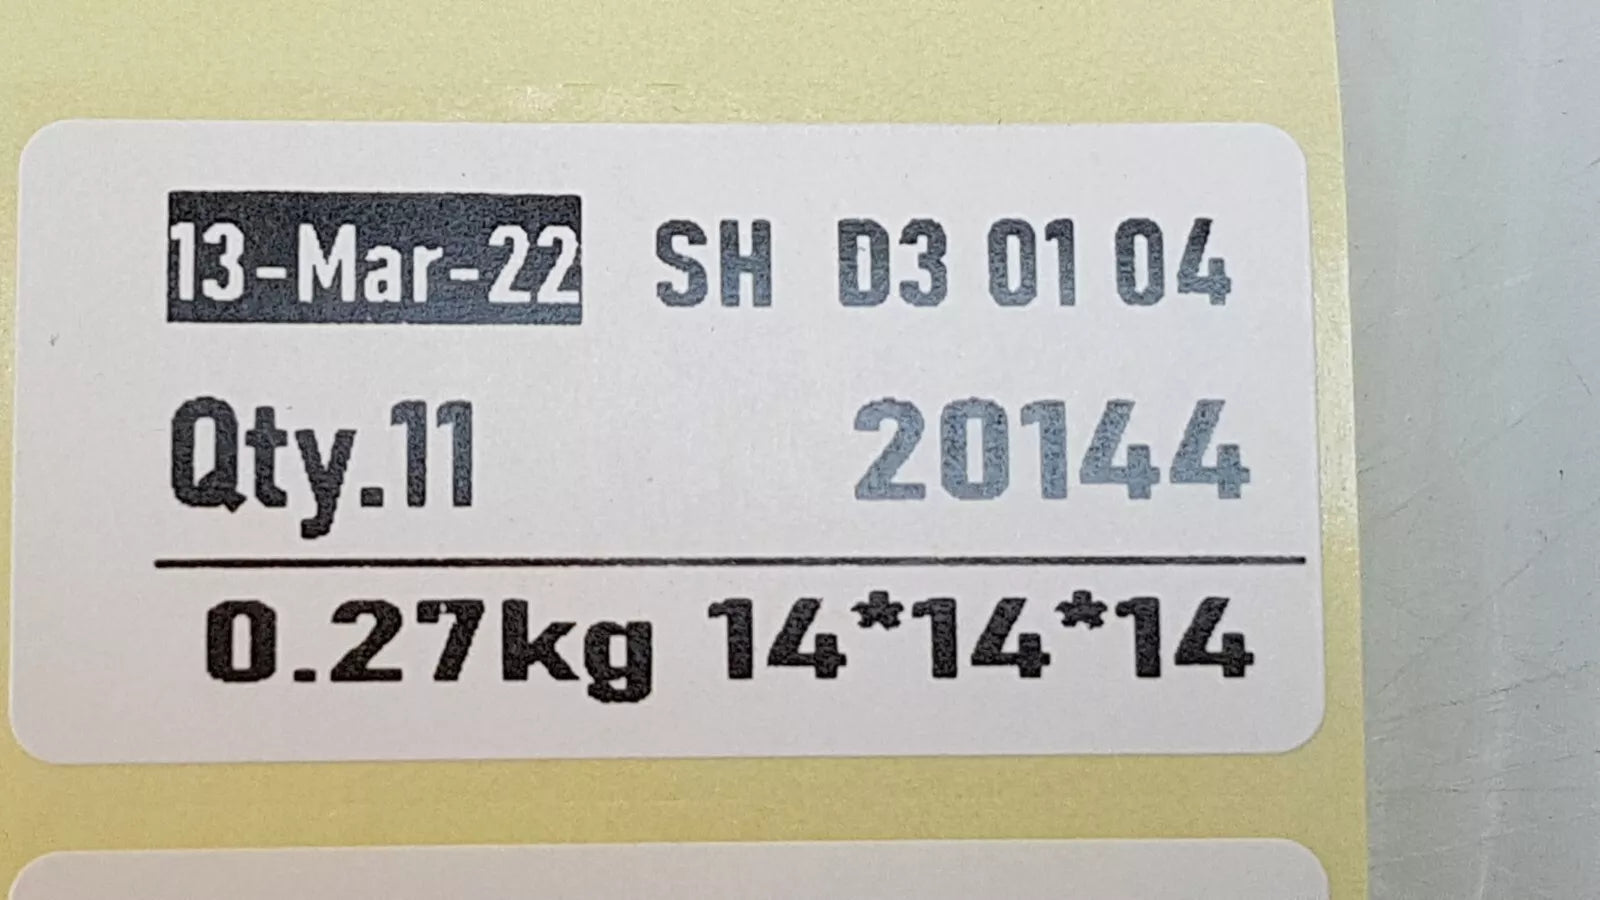 13-Mar-22 SH D3 01 04
Qty.11 20144
0.27kg 14*14*14